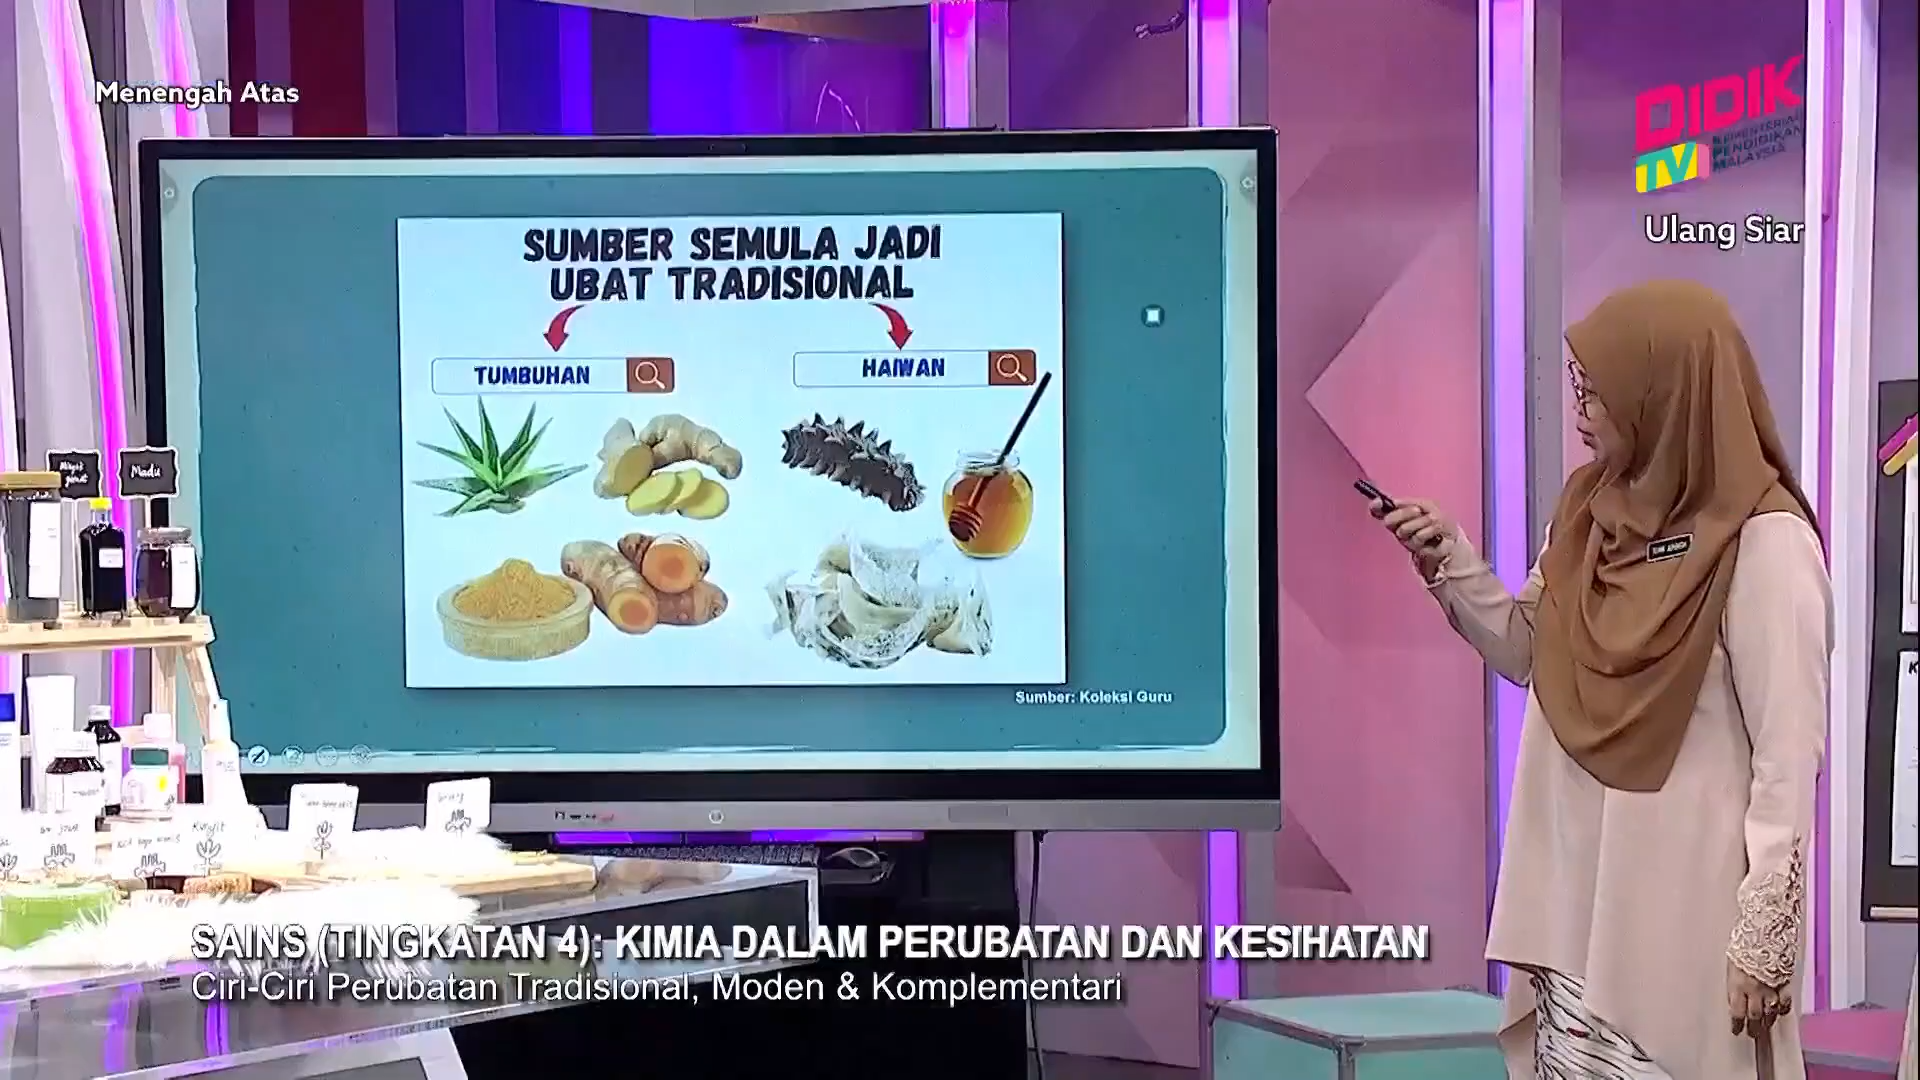 Menengah Atas
DIDIK
TV
KEMENTERIAN
PENDIDIKAN
MALAYSIA
Ulang Siar
SUMBER SEMULA JADI
UBAT TRADISIONAL
TUMBUHAN
HAIWAN
Sumber: Koleksi Guru
Madu
Kunyit
SAINS (TINGKATAN 4): KIMIA DALAM PERUBATAN DAN KESIHATAN
Ciri-Ciri Perubatan Tradisional, Moden & Komplementari